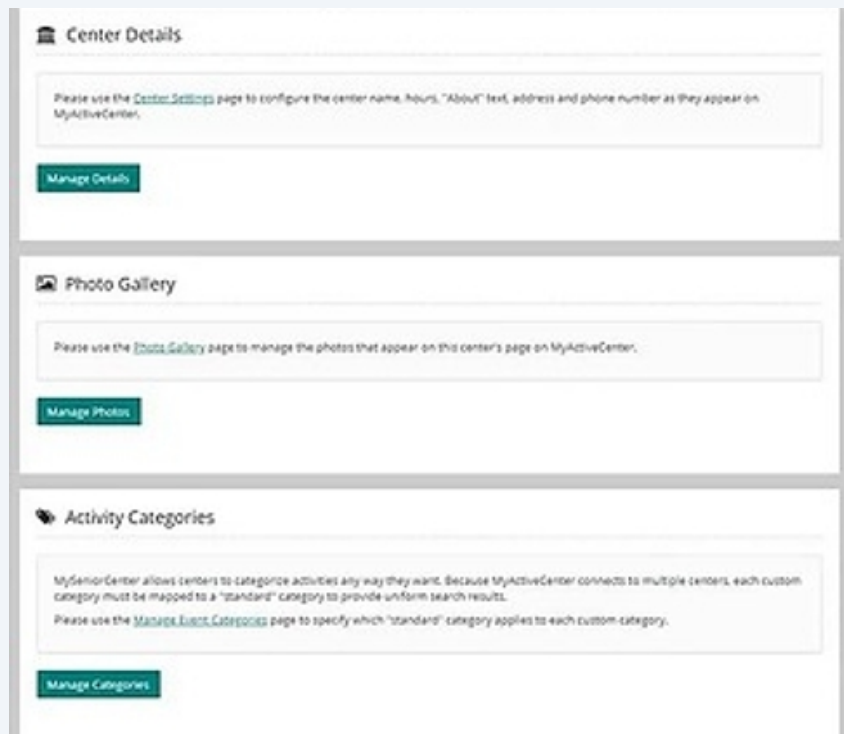 Center Details
Please use the Center Settings page to configure the center name, hours, "About" text, address and phone number as they appear on
MyActiveCenter.
Manage Details
Photo Gallery
Please use the Photo Gallery page to manage the photos that appear on this center's page on MyActiveCenter.
Manage Photos
Activity Categories
MySeniorCenter allows centers to categorize activities any way they want. Because MyActiveCenter connects to multiple centers, each custom
category must be mapped to a "standard" category to provide uniform search results.
Please use the Manage Event Categories page to specify which "standard" category applies to each custom category.
Manage Categories